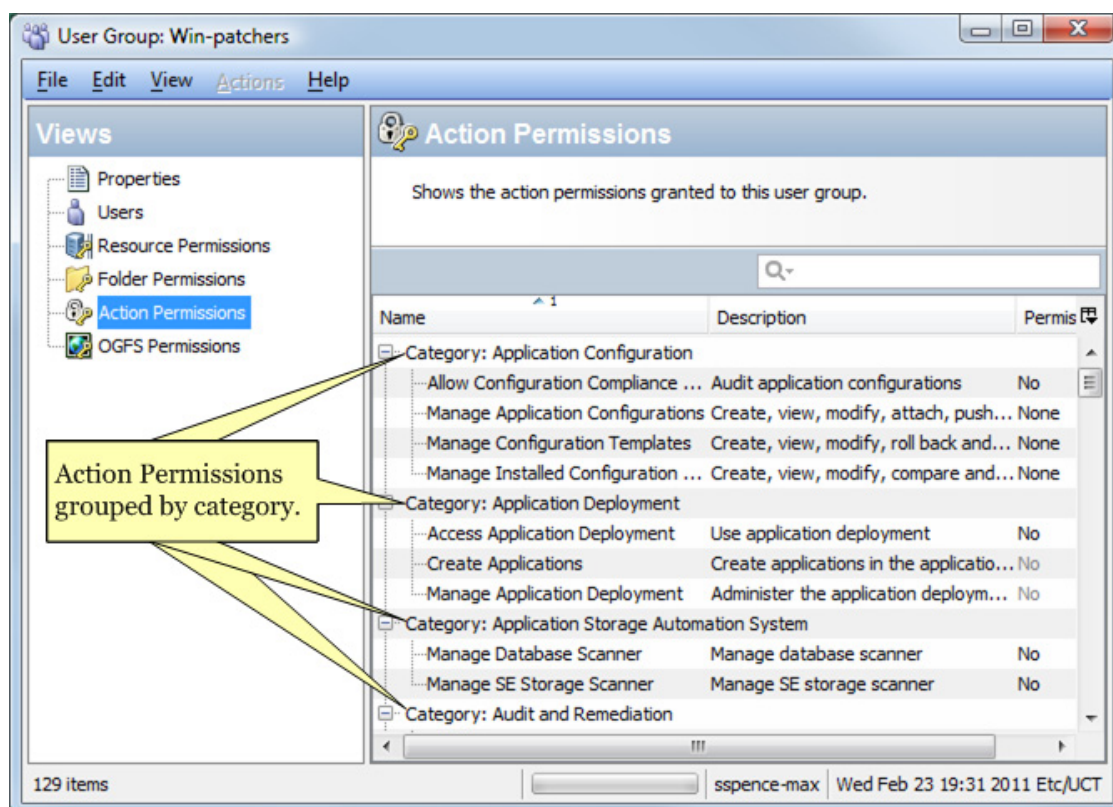 User Group: Win-patchers
File Edit View Actions Help
Views
Properties
Users
Resource Permissions
Folder Permissions
Action Permissions
OGFS Permissions
Action Permissions
Shows the action permissions granted to this user group.
Name 1 Description Permis
Category: Application Configuration
Allow Configuration Compliance ... Audit application configurations No
Manage Application Configurations Create, view, modify, attach, push... None
Manage Configuration Templates Create, view, modify, roll back and... None
Manage Installed Configuration ... Create, view, modify, compare and... None
Category: Application Deployment
Access Application Deployment Use application deployment No
Create Applications Create applications in the applicatio... No
Manage Application Deployment Administer the application deploym... No
Category: Application Storage Automation System
Manage Database Scanner Manage database scanner No
Manage SE Storage Scanner Manage SE storage scanner No
Category: Audit and Remediation
Action Permissions
grouped by category.
129 items sspence-max Wed Feb 23 19:31 2011 Etc/UCT